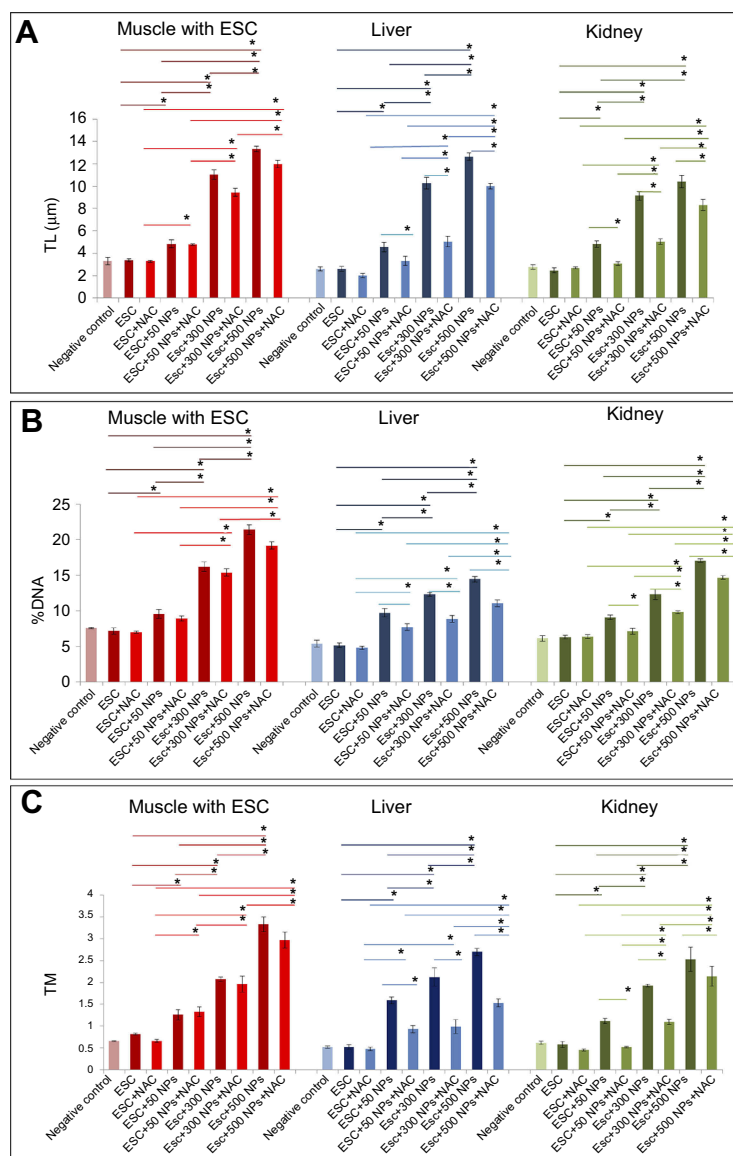 A
Muscle with ESC
Liver
Kidney
TL (μm)
16
14
12
10
8
6
4
2
0
Negative control
ESC
ESC+NAC
ESC+50 NPs
ESC+50 NPs+NAC
Esc+300 NPs
Esc+300 NPs+NAC
Esc+500 NPs
Esc+500 NPs+NAC
Negative control
ESC
ESC+NAC
ESC+50 NPs
ESC+50 NPs+NAC
Esc+300 NPs
Esc+300 NPs+NAC
Esc+500 NPs
Esc+500 NPs+NAC
Negative control
ESC
ESC+NAC
ESC+50 NPs
ESC+50 NPs+NAC
Esc+300 NPs
Esc+300 NPs+NAC
Esc+500 NPs
Esc+500 NPs+NAC
B
Muscle with ESC
Liver
Kidney
%DNA
25
20
15
10
5
0
Negative control
ESC
ESC+NAC
ESC+50 NPs
ESC+50 NPs+NAC
Esc+300 NPs
Esc+300 NPs+NAC
Esc+500 NPs
Esc+500 NPs+NAC
Negative control
ESC
ESC+NAC
ESC+50 NPs
ESC+50 NPs+NAC
Esc+300 NPs
Esc+300 NPs+NAC
Esc+500 NPs
Esc+500 NPs+NAC
Negative control
ESC
ESC+NAC
ESC+50 NPs
ESC+50 NPs+NAC
Esc+300 NPs
Esc+300 NPs+NAC
Esc+500 NPs
Esc+500 NPs+NAC
C
Muscle with ESC
Liver
Kidney
TM
4
3.5
3
2.5
2
1.5
1
0.5
0
Negative control
ESC
ESC+NAC
ESC+50 NPs
ESC+50 NPs+NAC
Esc+300 NPs
Esc+300 NPs+NAC
Esc+500 NPs
Esc+500 NPs+NAC
Negative control
ESC
ESC+NAC
ESC+50 NPs
ESC+50 NPs+NAC
Esc+300 NPs
Esc+300 NPs+NAC
Esc+500 NPs
Esc+500 NPs+NAC
Negative control
ESC
ESC+NAC
ESC+50 NPs
ESC+50 NPs+NAC
Esc+300 NPs
Esc+300 NPs+NAC
Esc+500 NPs
Esc+500 NPs+NAC